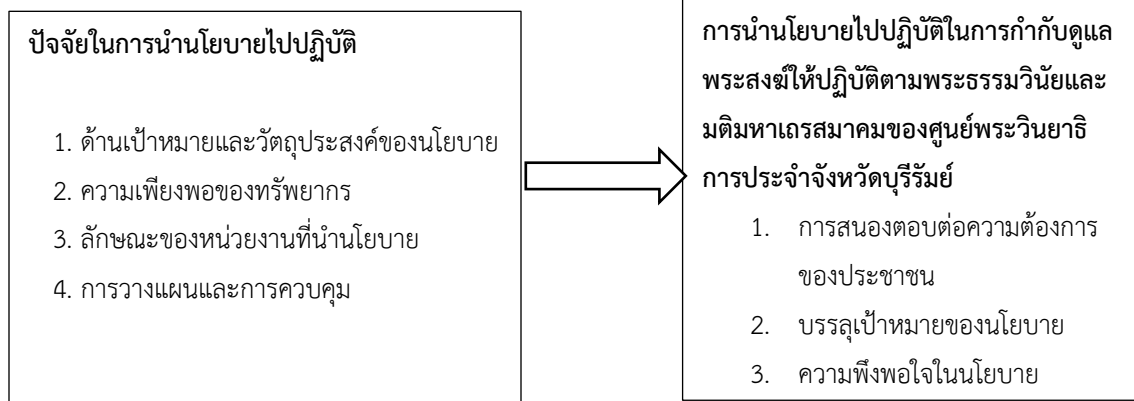 ปัจจัยในการนำนโยบายไปปฏิบัติ
1. ด้านเป้าหมายและวัตถุประสงค์ของนโยบาย
2. ความเพียงพอของทรัพยากร
3. ลักษณะของหน่วยงานที่นำนโยบาย
4. การวางแผนและการควบคุม
การนำนโยบายไปปฏิบัติในการกำกับดูแล
พระสงฆ์ให้ปฏิบัติตามพระธรรมวินัยและ
มติมหาเถรสมาคมของศูนย์พระวินยาธิ
การประจำจังหวัดบุรีรัมย์
1. การสนองตอบต่อความต้องการ
ของประชาชน
2. บรรลุเป้าหมายของนโยบาย
3. ความพึงพอใจในนโยบาย